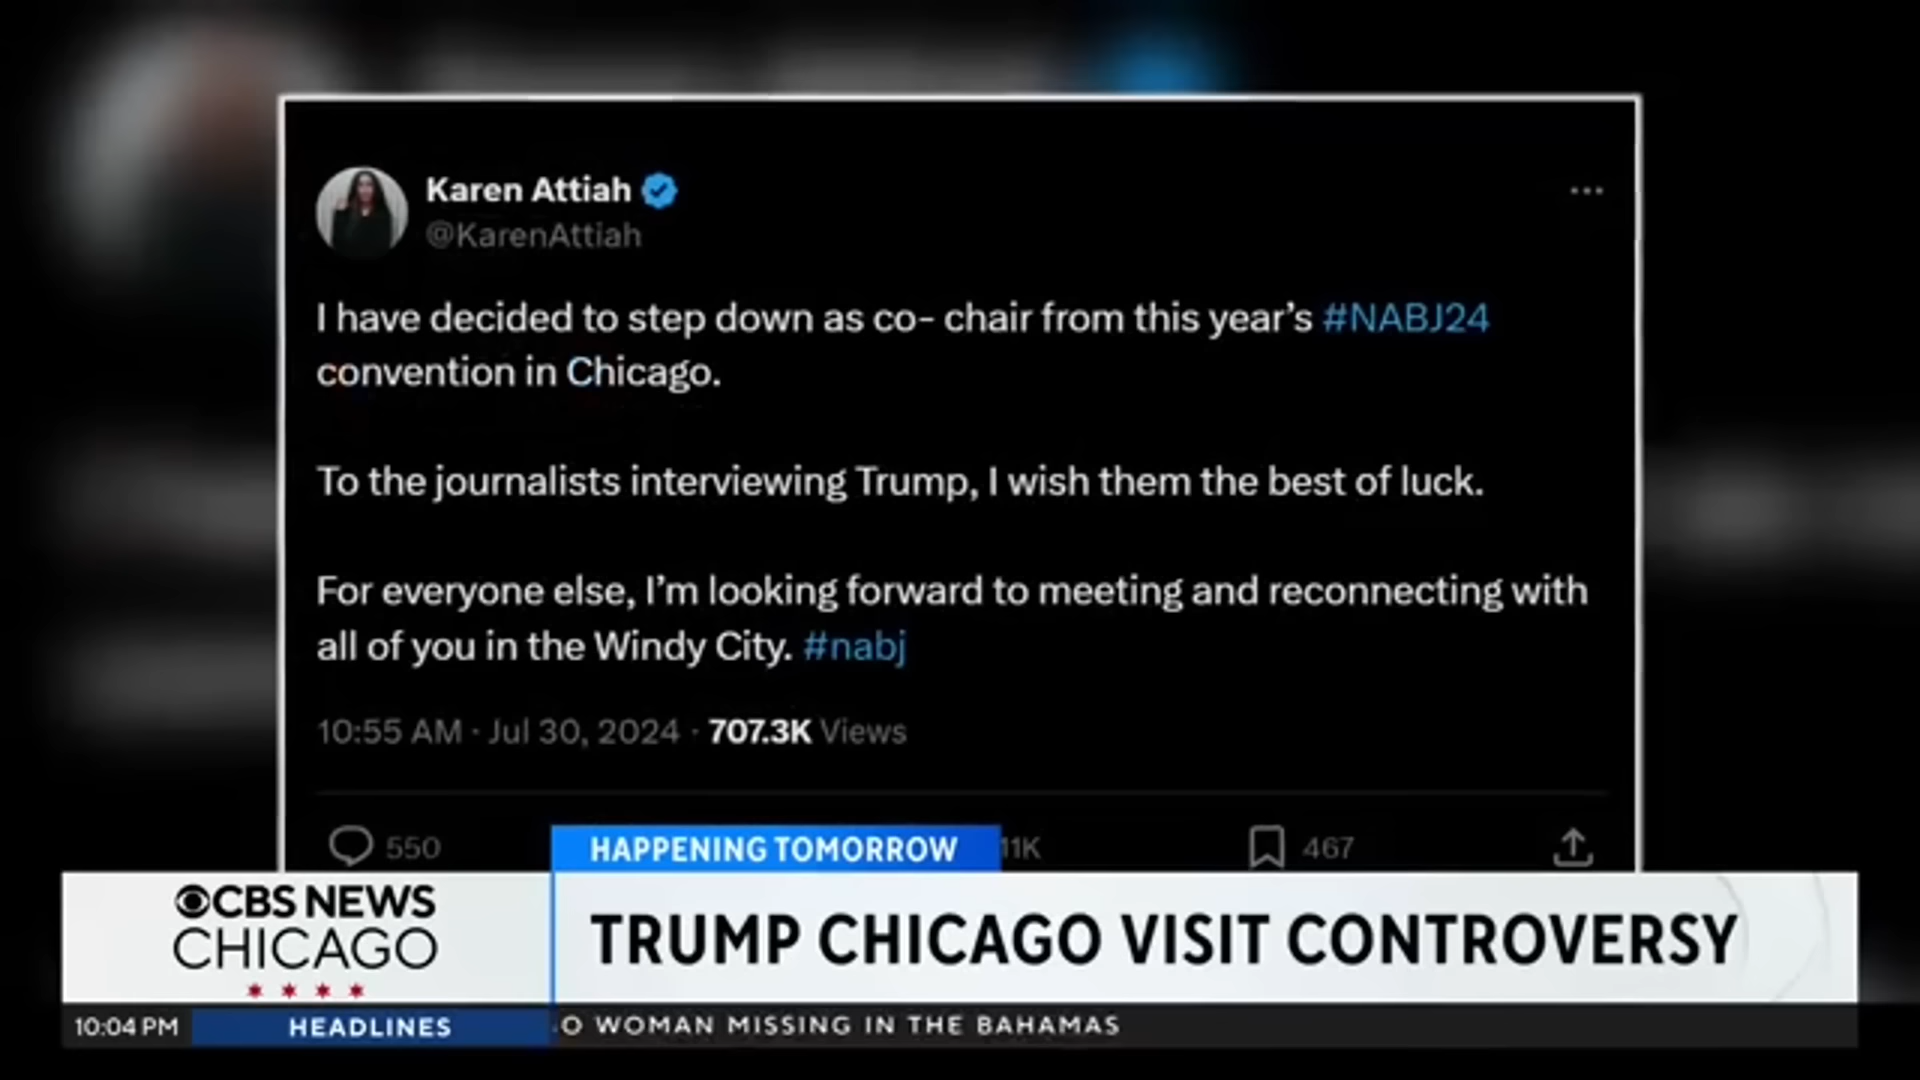 Karen Attiah
@KarenAttiah
I have decided to step down as co- chair from this year’s #NABJ24
convention in Chicago.
To the journalists interviewing Trump, I wish them the best of luck.
For everyone else, I’m looking forward to meeting and reconnecting with
all of you in the Windy City. #nabj
10:55 AM · Jul 30, 2024 · 707.3K Views
550
11K
467
HAPPENING TOMORROW
CBS NEWS
CHICAGO
TRUMP CHICAGO VISIT CONTROVERSY
10:04 PM
HEADLINES
O WOMAN MISSING IN THE BAHAMAS